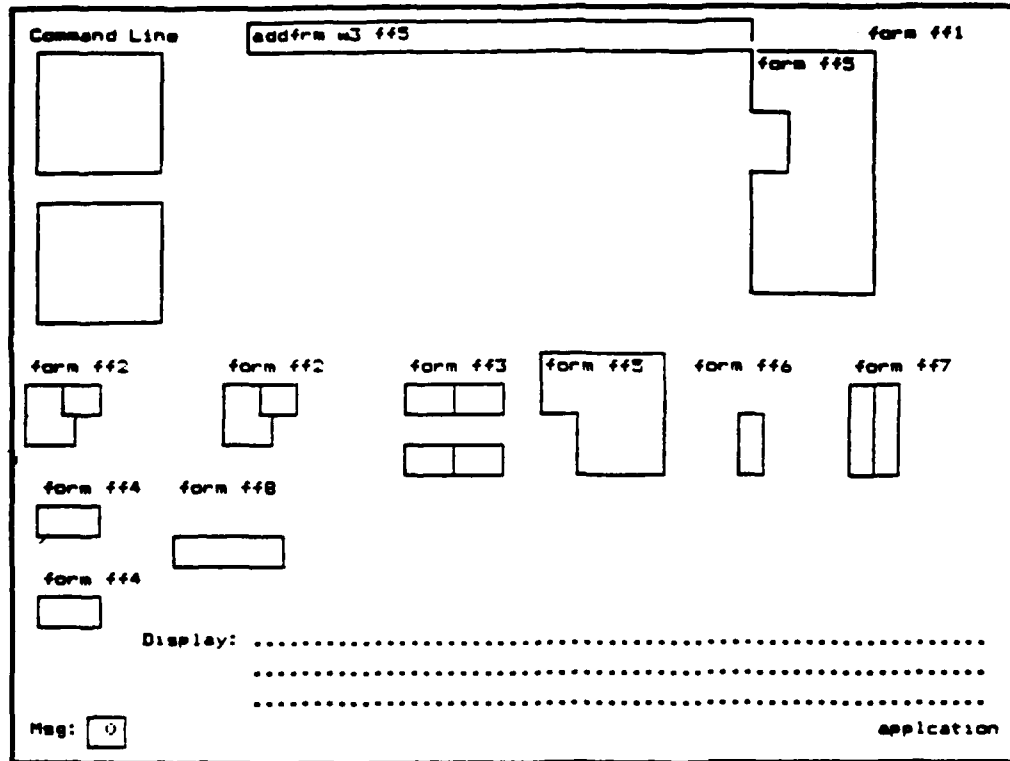 Command Line addfrm w3 ff5 form ff1
form ff5
form ff2 form ff2 form ff3 form ff5 form ff6 form ff7
form ff4 form ff8
form ff4
Display: ................................................................
................................................................
................................................................
Msg: 0 applcation